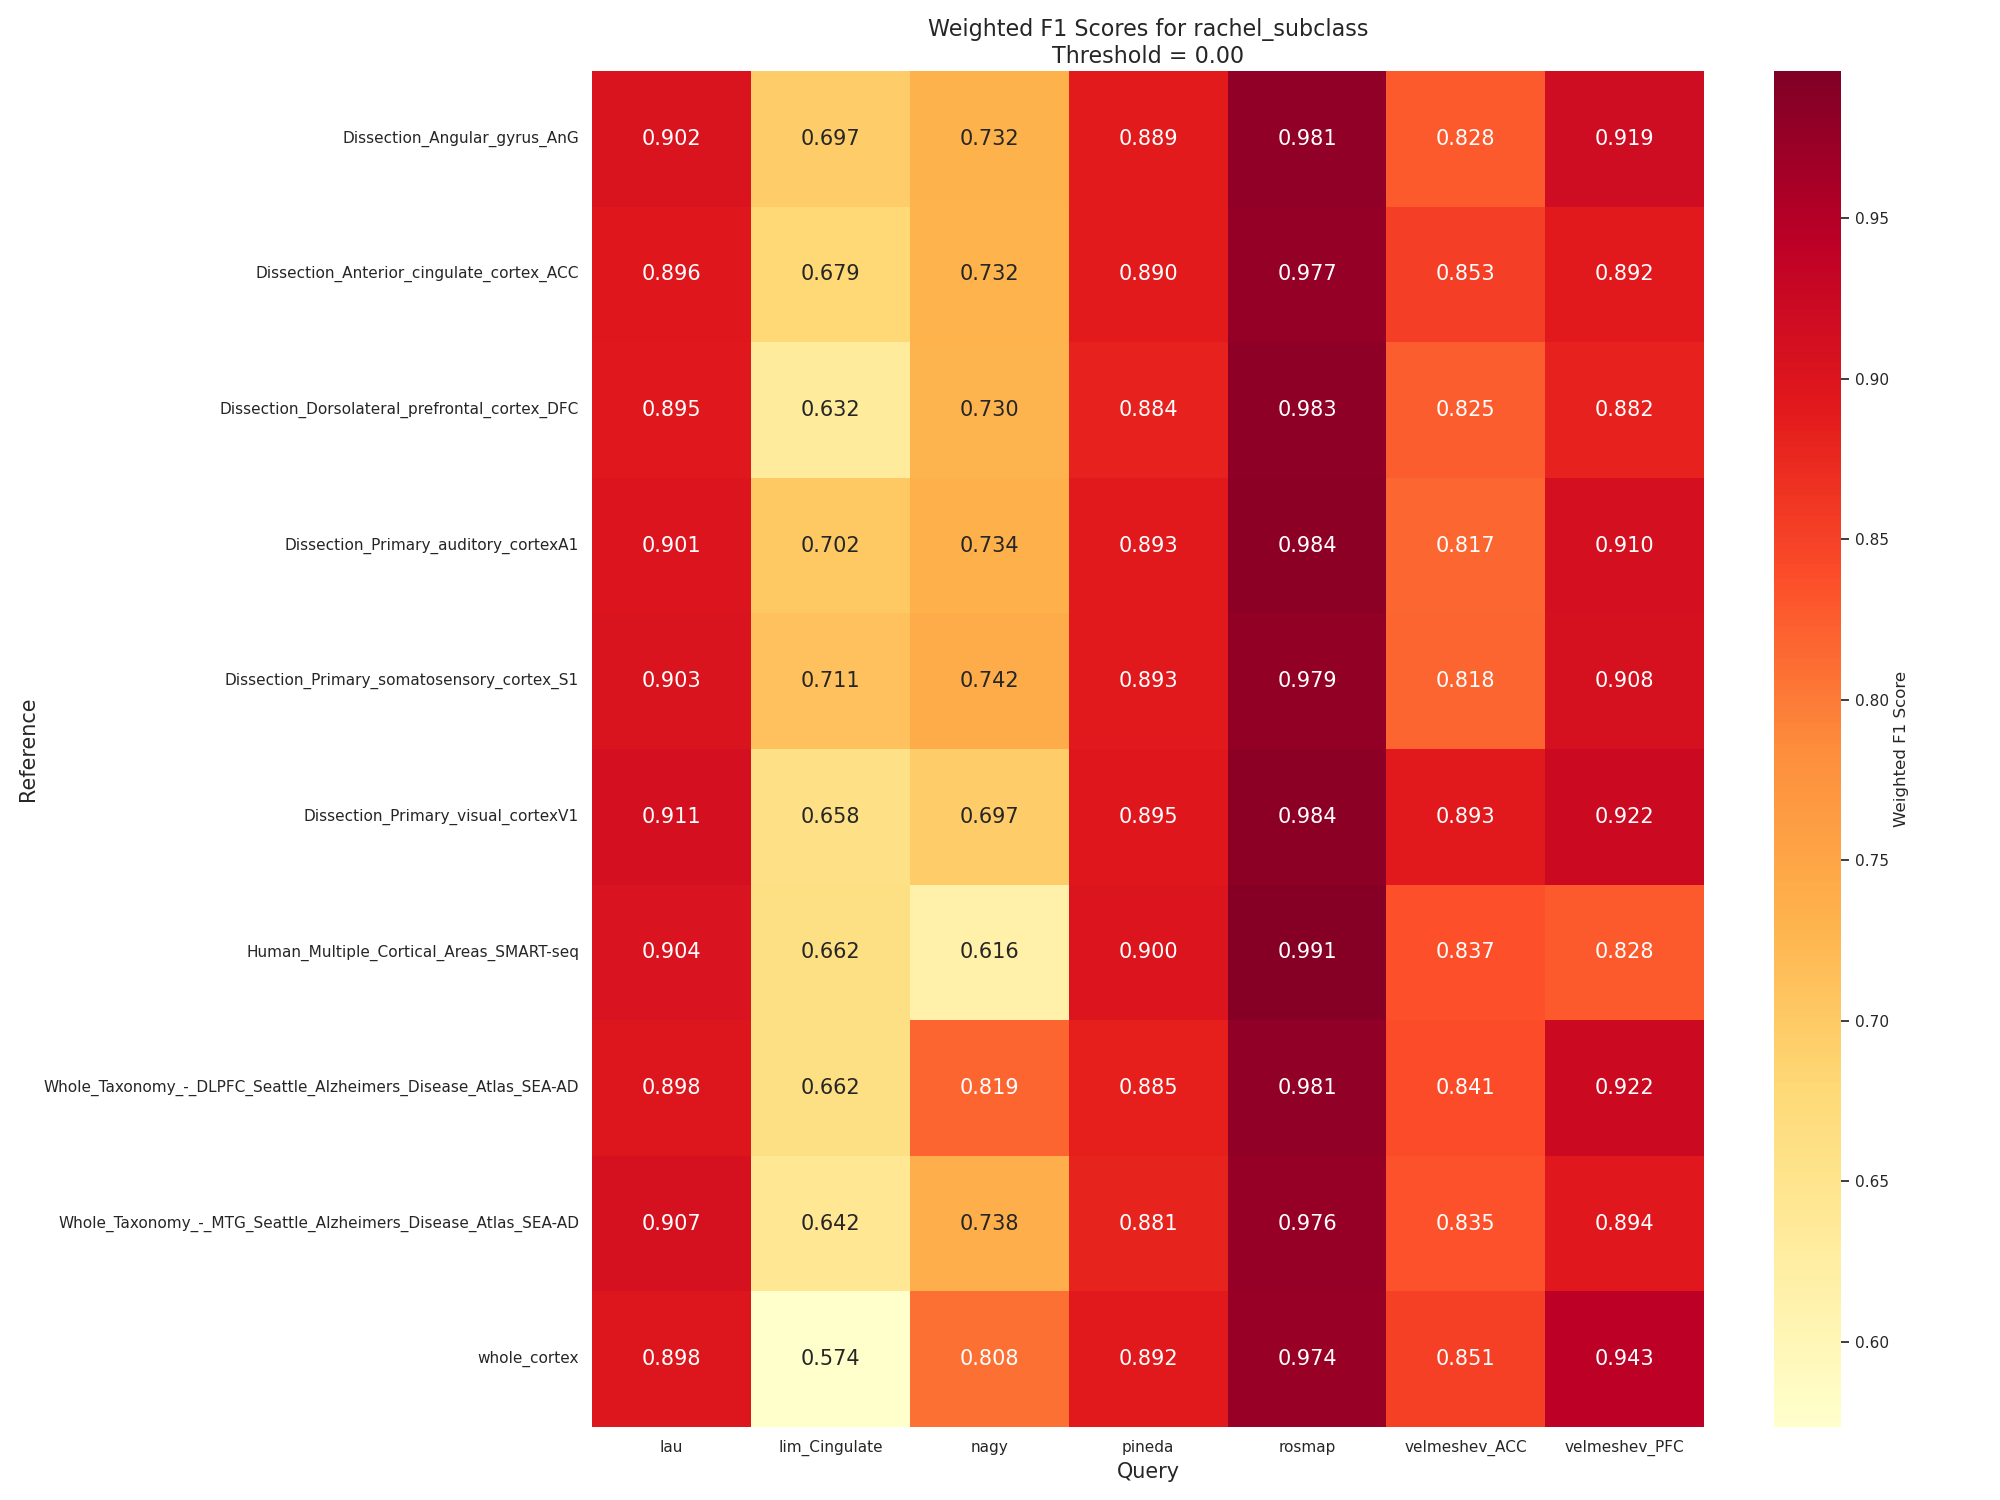 Weighted F1 Scores for rachel_subclass
Threshold = 0.00
Reference
Dissection_Angular_gyrus_AnG 0.902 0.697 0.732 0.889 0.981 0.828 0.919
Dissection_Anterior_cingulate_cortex_ACC 0.896 0.679 0.732 0.890 0.977 0.853 0.892
Dissection_Dorsolateral_prefrontal_cortex_DFC 0.895 0.632 0.730 0.884 0.983 0.825 0.882
Dissection_Primary_auditory_cortexA1 0.901 0.702 0.734 0.893 0.984 0.817 0.910
Dissection_Primary_somatosensory_cortex_S1 0.903 0.711 0.742 0.893 0.979 0.818 0.908
Dissection_Primary_visual_cortexV1 0.911 0.658 0.697 0.895 0.984 0.893 0.922
Human_Multiple_Cortical_Areas_SMART-seq 0.904 0.662 0.616 0.900 0.991 0.837 0.828
Whole_Taxonomy_-_DLPFC_Seattle_Alzheimers_Disease_Atlas_SEA-AD 0.898 0.662 0.819 0.885 0.981 0.841 0.922
Whole_Taxonomy_-_MTG_Seattle_Alzheimers_Disease_Atlas_SEA-AD 0.907 0.642 0.738 0.881 0.976 0.835 0.894
whole_cortex 0.898 0.574 0.808 0.892 0.974 0.851 0.943
lau lim_Cingulate nagy pineda rosmap velmeshev_ACC velmeshev_PFC
Query
0.95
0.90
0.85
0.80
0.75
0.70
0.65
0.60
Weighted F1 Score